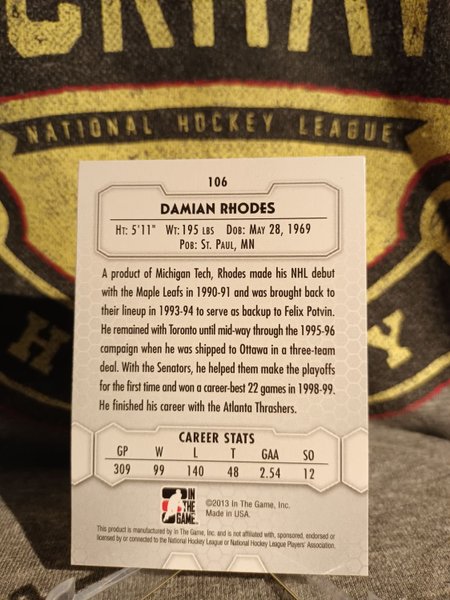 NATIONAL HOCKEY LEAGUE
106
DAMIAN RHODES
HT: 5'11" WT: 195 LBS DOB: MAY 28, 1969
POB: ST. PAUL, MN
A product of Michigan Tech, Rhodes made his NHL debut
with the Maple Leafs in 1990-91 and was brought back to
their lineup in 1993-94 to serve as backup to Felix Potvin.
He remained with Toronto until mid-way through the 1995-96
campaign when he was shipped to Ottawa in a three-team
deal. With the Senators, he helped them make the playoffs
for the first time and won a career-best 22 games in 1998-99.
He finished his career with the Atlanta Thrashers.
CAREER STATS
GP W L T GAA SO
309 99 140 48 2.54 12
IN THE GAME
©2013 In The Game, Inc.
Made in USA.
This product is manufactured by In The Game, Inc. and is not affiliated with, sponsored, endorsed or
licensed by or connected to the National Hockey League or National Hockey League Players' Association.